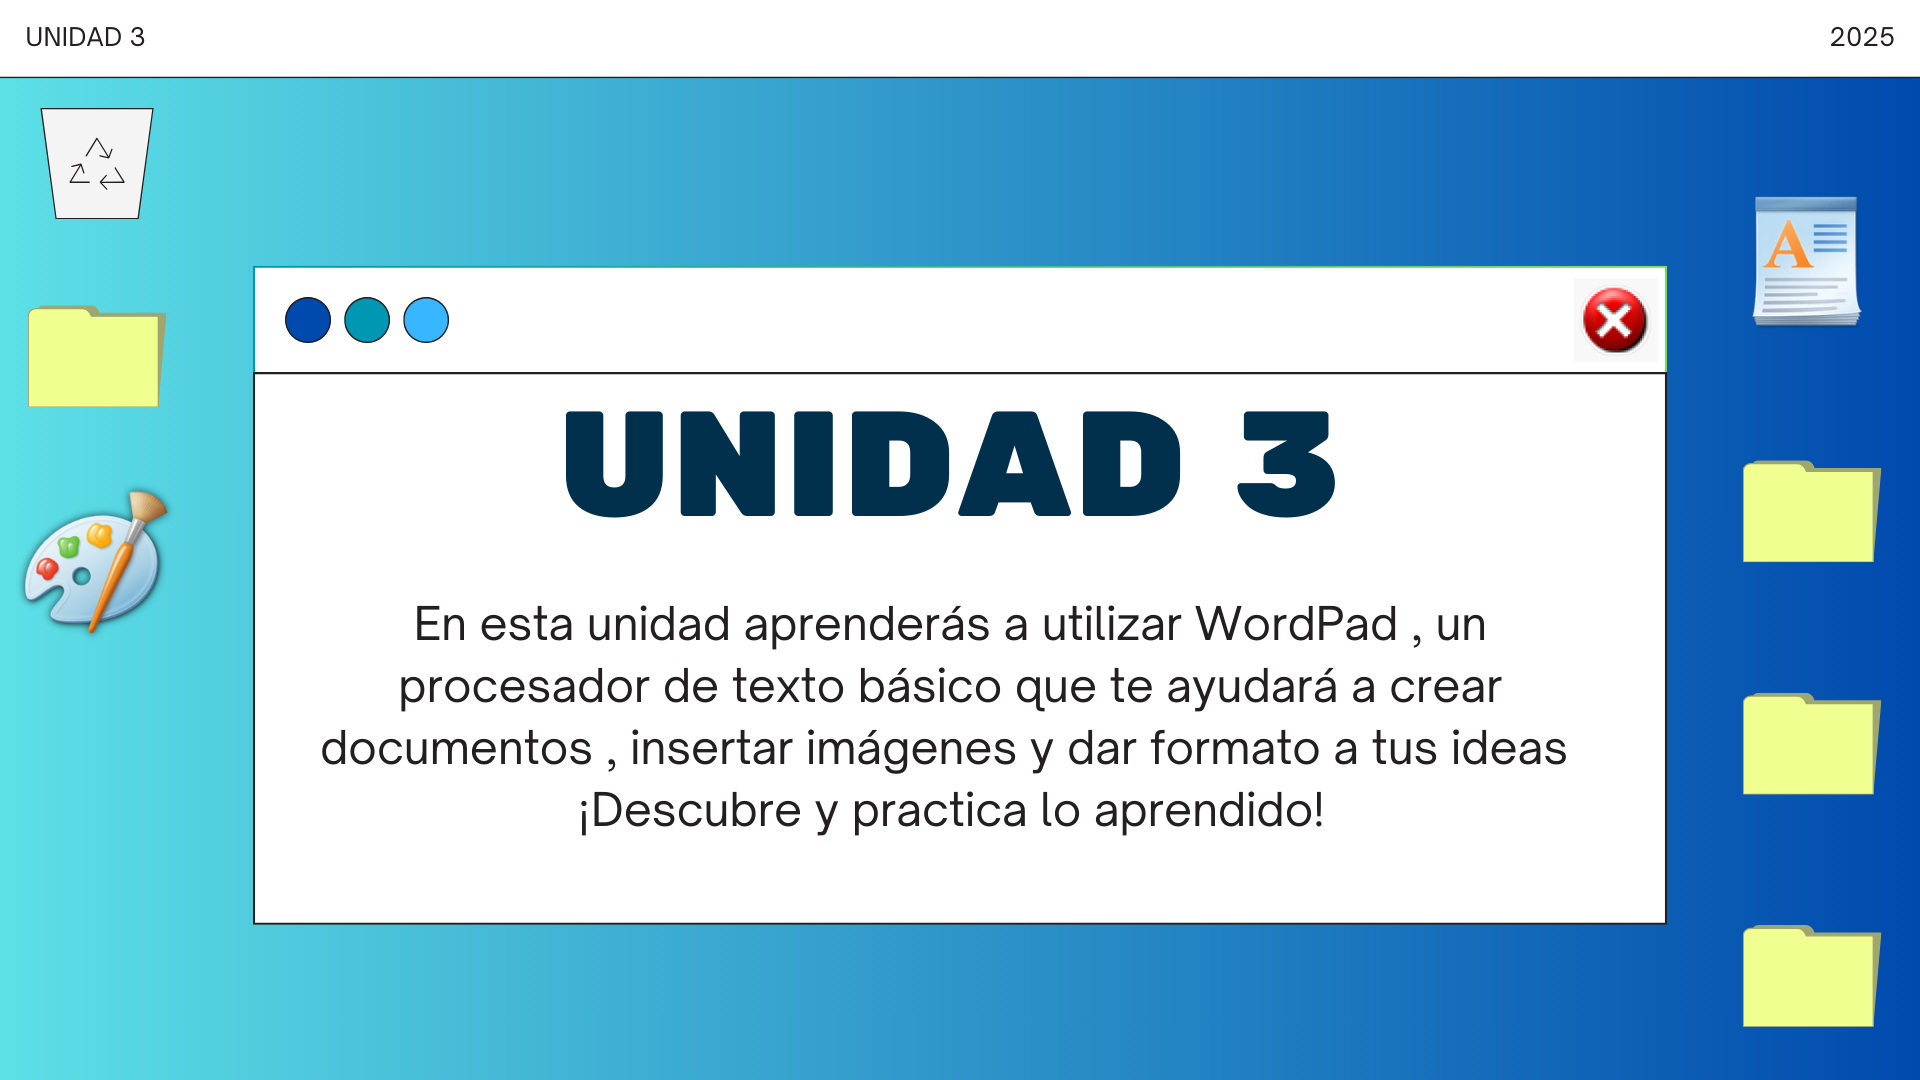 UNIDAD 3
2025
UNIDAD 3
En esta unidad aprenderás a utilizar WordPad , un
procesador de texto básico que te ayudará a crear
documentos , insertar imágenes y dar formato a tus ideas
¡Descubre y practica lo aprendido!